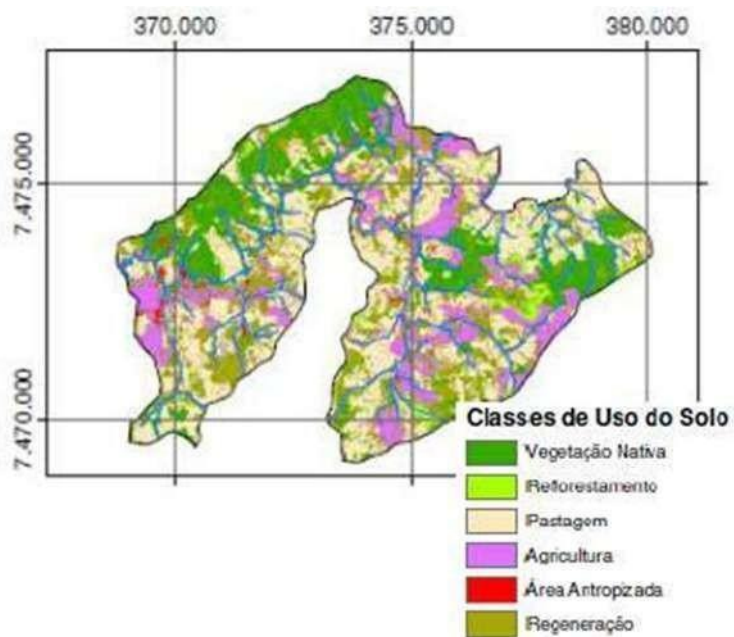 370.000 375.000 380.000
7.475.000
7.470.000
Classes de Uso do Solo
Vegetação Nativa
Reflorestamento
Pastagem
Agricultura
Área Antropizada
Regeneração